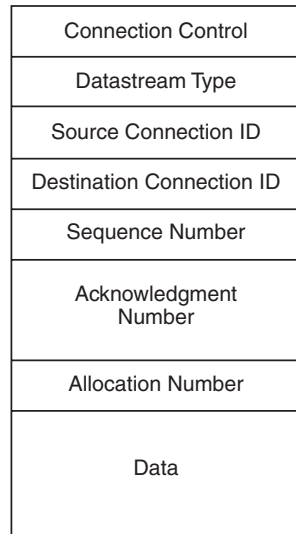 Connection Control
Datastream Type
Source Connection ID
Destination Connection ID
Sequence Number
Acknowledgment
Number
Allocation Number
Data